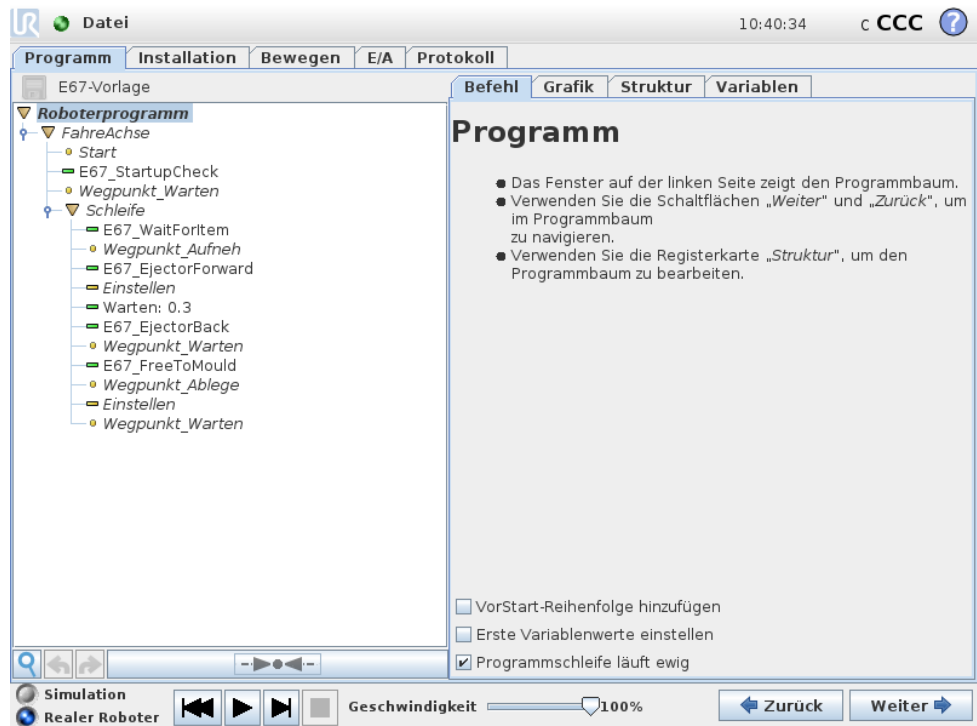 UR Datei 10:40:34 c CCC ?
Programm Installation Bewegen E/A Protokoll
E67-Vorlage
Befehl Grafik Struktur Variablen
Roboterprogramm
FahreAchse
Start
E67_StartupCheck
Wegpunkt_Warten
Schleife
E67_WaitForItem
Wegpunkt_Aufneh
E67_EjectorForward
Einstellen
Warten: 0.3
E67_EjectorBack
Wegpunkt_Warten
E67_FreeToMould
Wegpunkt_Ablege
Einstellen
Wegpunkt_Warten
Programm
Das Fenster auf der linken Seite zeigt den Programmbaum.
Verwenden Sie die Schaltflächen „Weiter" und „Zurück", um
im Programmbaum
zu navigieren.
Verwenden Sie die Registerkarte „Struktur", um den
Programmbaum zu bearbeiten.
VorStart-Reihenfolge hinzufügen
Erste Variablenwerte einstellen
Programmschleife läuft ewig
Simulation
Realer Roboter
Geschwindigkeit 100%
Zurück Weiter